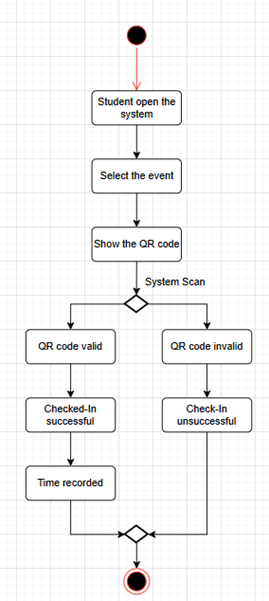 Student open the
system
Select the event
Show the QR code
System Scan
QR code valid
QR code invalid
Checked-In
successful
Check-In
unsuccessful
Time recorded